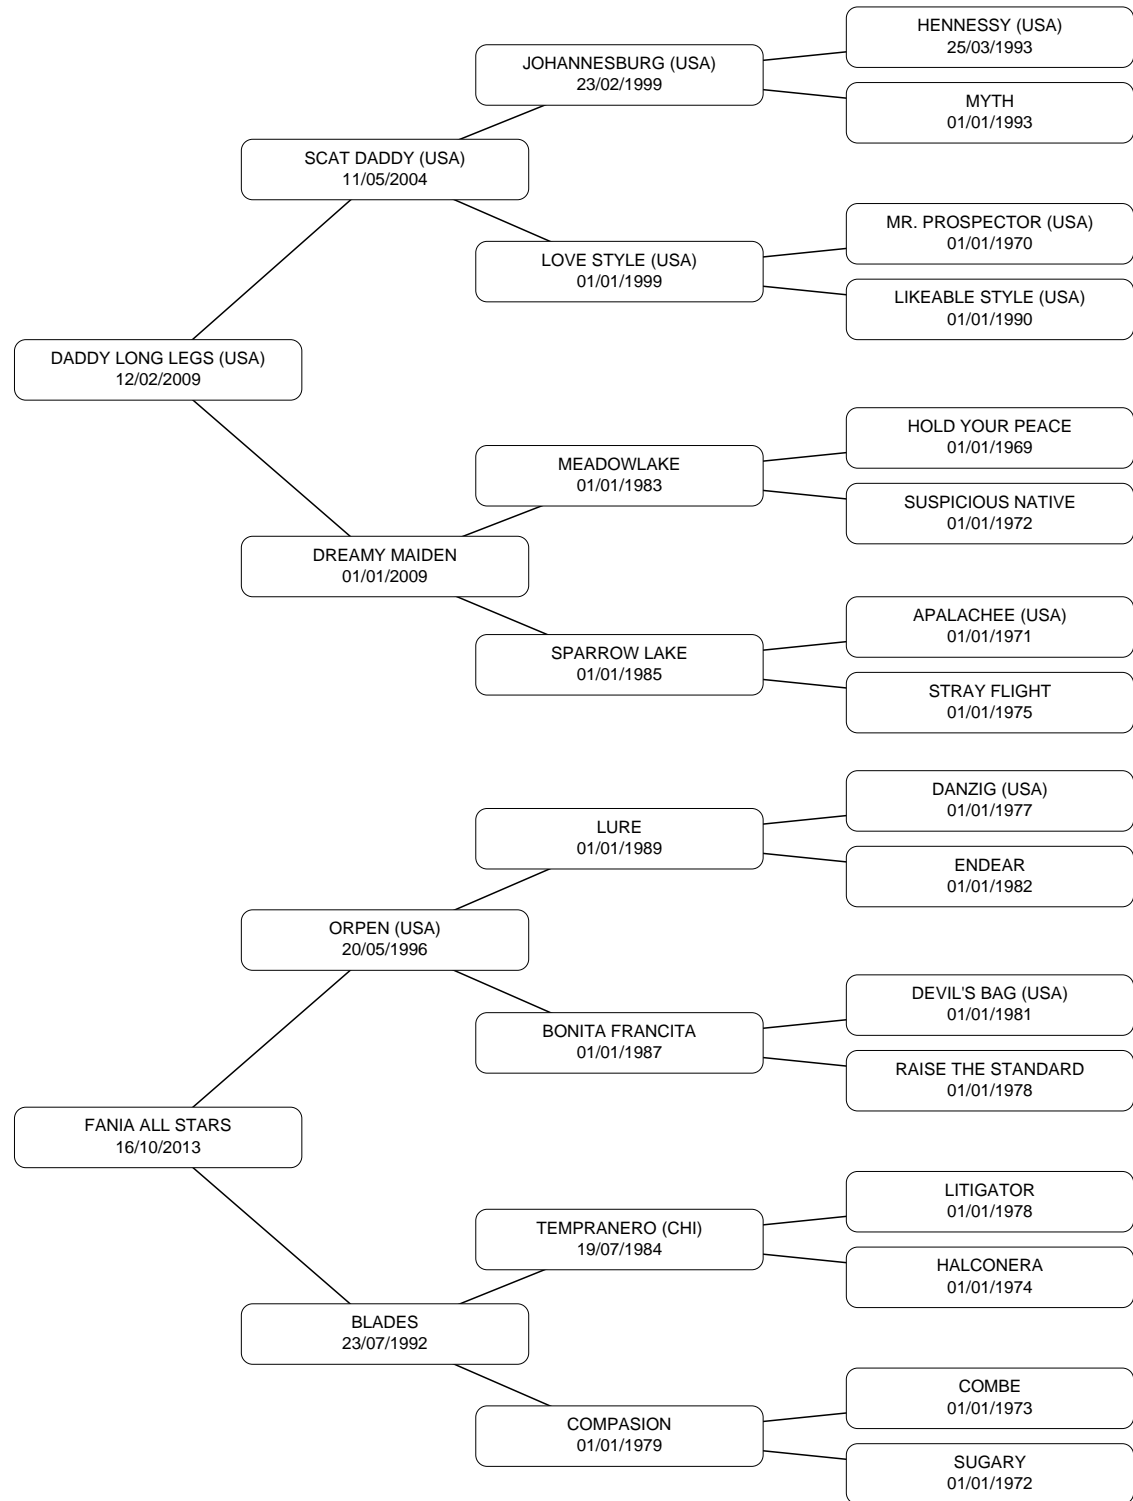 HENNESSY (USA)
25/03/1993
JOHANNESBURG (USA)
23/02/1999
MYTH
01/01/1993
SCAT DADDY (USA)
11/05/2004
MR. PROSPECTOR (USA)
01/01/1970
LOVE STYLE (USA)
01/01/1999
LIKEABLE STYLE (USA)
01/01/1990
DADDY LONG LEGS (USA)
12/02/2009
HOLD YOUR PEACE
01/01/1969
MEADOWLAKE
01/01/1983
SUSPICIOUS NATIVE
01/01/1972
DREAMY MAIDEN
01/01/2009
APALACHEE (USA)
01/01/1971
SPARROW LAKE
01/01/1985
STRAY FLIGHT
01/01/1975
DANZIG (USA)
01/01/1977
LURE
01/01/1989
ENDEAR
01/01/1982
ORPEN (USA)
20/05/1996
DEVIL'S BAG (USA)
01/01/1981
BONITA FRANCITA
01/01/1987
RAISE THE STANDARD
01/01/1978
FANIA ALL STARS
16/10/2013
LITIGATOR
01/01/1978
TEMPRANERO (CHI)
19/07/1984
HALCONERA
01/01/1974
BLADES
23/07/1992
COMBE
01/01/1973
COMPASION
01/01/1979
SUGARY
01/01/1972